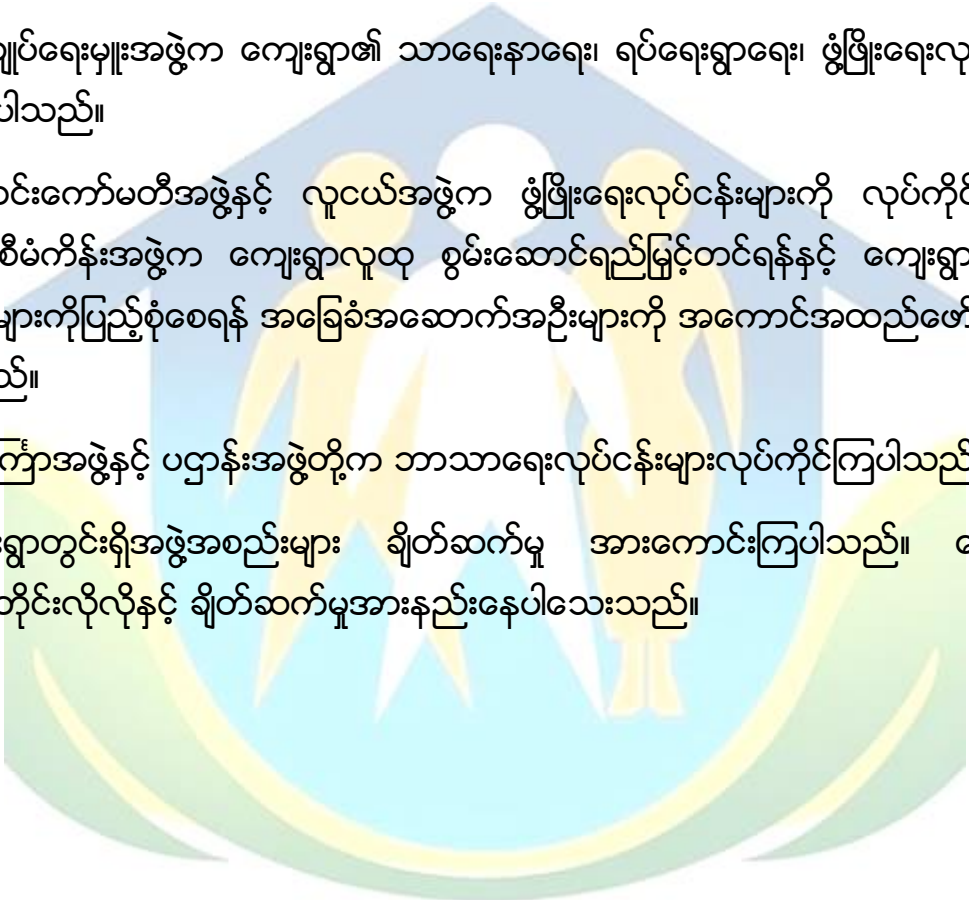 ချုပ်ရေးမှူးအဖွဲ့က ကျေးရွာ၏ သာရေးနာရေး၊ ရပ်ရေးရွာရေး၊ ဖွံ့ဖြိုးရေးလု
ပါသည်။
င်းကော်မတီအဖွဲ့နှင့် လူငယ်အဖွဲ့က ဖွံ့ဖြိုးရေးလုပ်ငန်းများကို လုပ်ကိုင်
စီမံကိန်းအဖွဲ့က ကျေးရွာလူထု စွမ်းဆောင်ရည်မြှင့်တင်ရန်နှင့် ကျေးရွာ
များကိုပြည့်စုံစေရန် အခြေခံအဆောက်အဦးများကို အကောင်အထည်ဖော်
ည်။
င်္ကြာအဖွဲ့နှင့် ပဌာန်းအဖွဲ့တို့က ဘာသာရေးလုပ်ငန်းများလုပ်ကိုင်ကြပါသည်
းရွာတွင်းရှိအဖွဲ့အစည်းများ ချိတ်ဆက်မှု အားကောင်းကြပါသည်။
တိုင်းလိုလိုနှင့် ချိတ်ဆက်မှုအားနည်းနေပါသေးသည်။